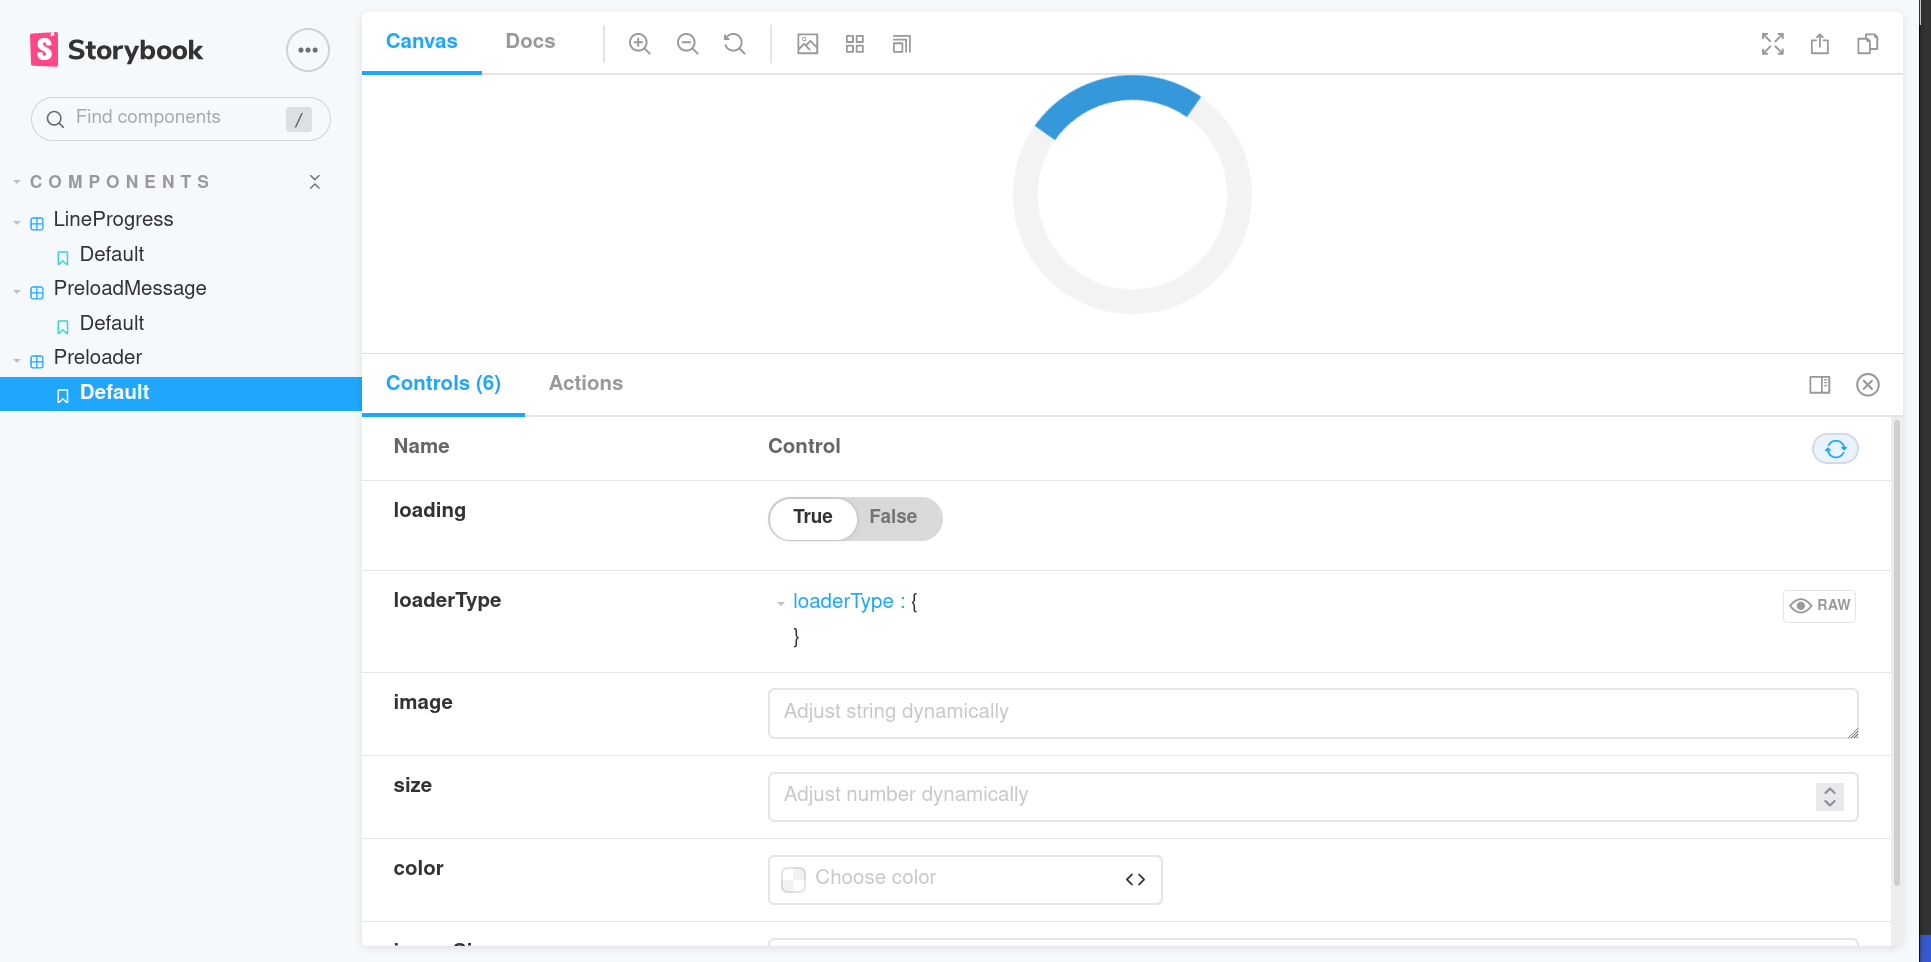 Storybook
Find components
/
COMPONENTS
LineProgress
Default
PreloadMessage
Default
Preloader
Default
Canvas
Docs
Controls (6)
Actions
Name
Control
loading
True
False
loaderType
loaderType : {
}
RAW
image
Adjust string dynamically
size
Adjust number dynamically
color
Choose color